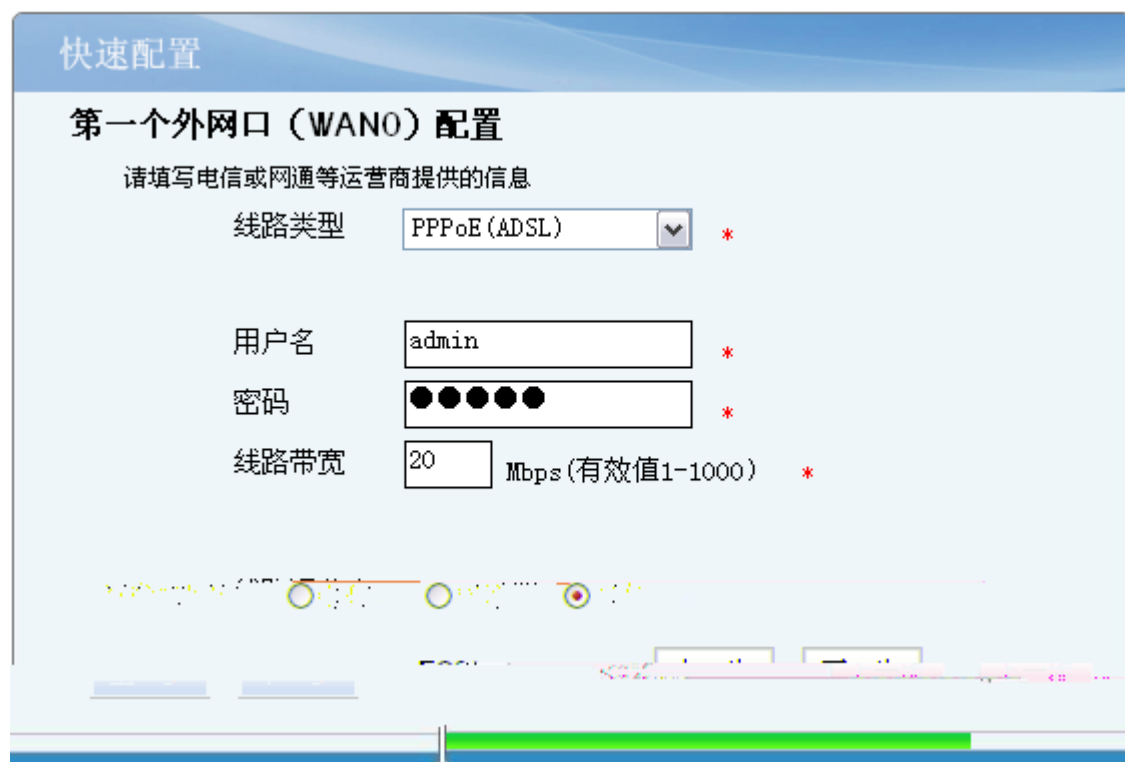 快速配置
第一个外网口（WAN0）配置
请填写电信或网通等运营商提供的信息
线路类型 PPPoE(ADSL) *
用户名 admin *
密码 ●●●●● *
线路带宽 20 Mbps(有效值1-1000) *